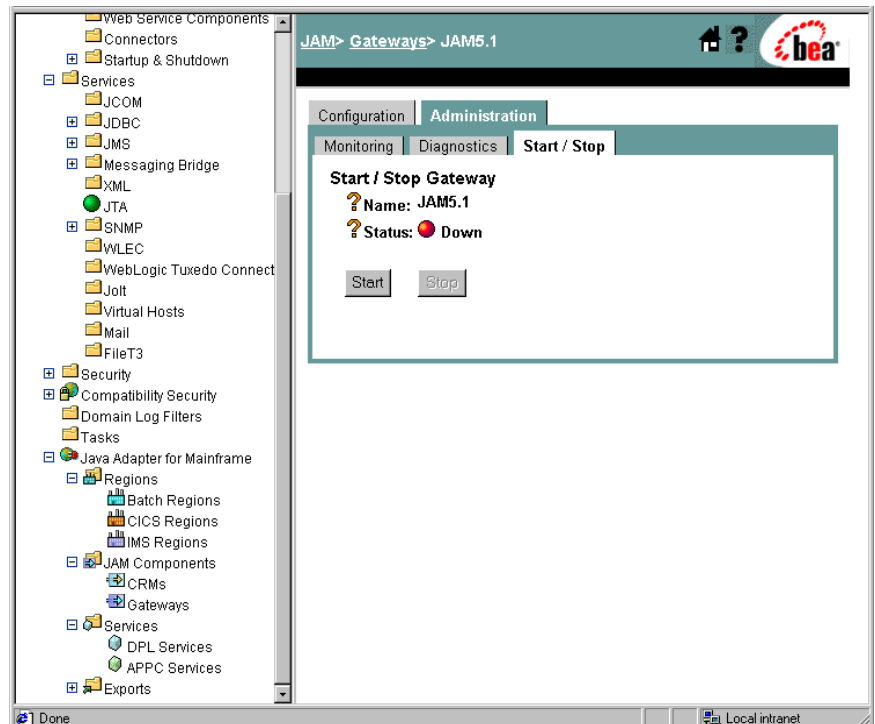 Web Service Components
Connectors
Startup & Shutdown
Services
JCOM
JDBC
JMS
Messaging Bridge
XML
JTA
SNMP
WLEC
WebLogic Tuxedo Connect
Jolt
Virtual Hosts
Mail
FileT3
Security
Compatibility Security
Domain Log Filters
Tasks
Java Adapter for Mainframe
Regions
Batch Regions
CICS Regions
IMS Regions
JAM Components
CRMs
Gateways
Services
DPL Services
APPC Services
Exports
JAM> Gateways> JAM5.1
?
bea
Configuration Administration
Monitoring Diagnostics Start / Stop
Start / Stop Gateway
? Name: JAM5.1
? Status: Down
Start Stop
Done
Local intranet